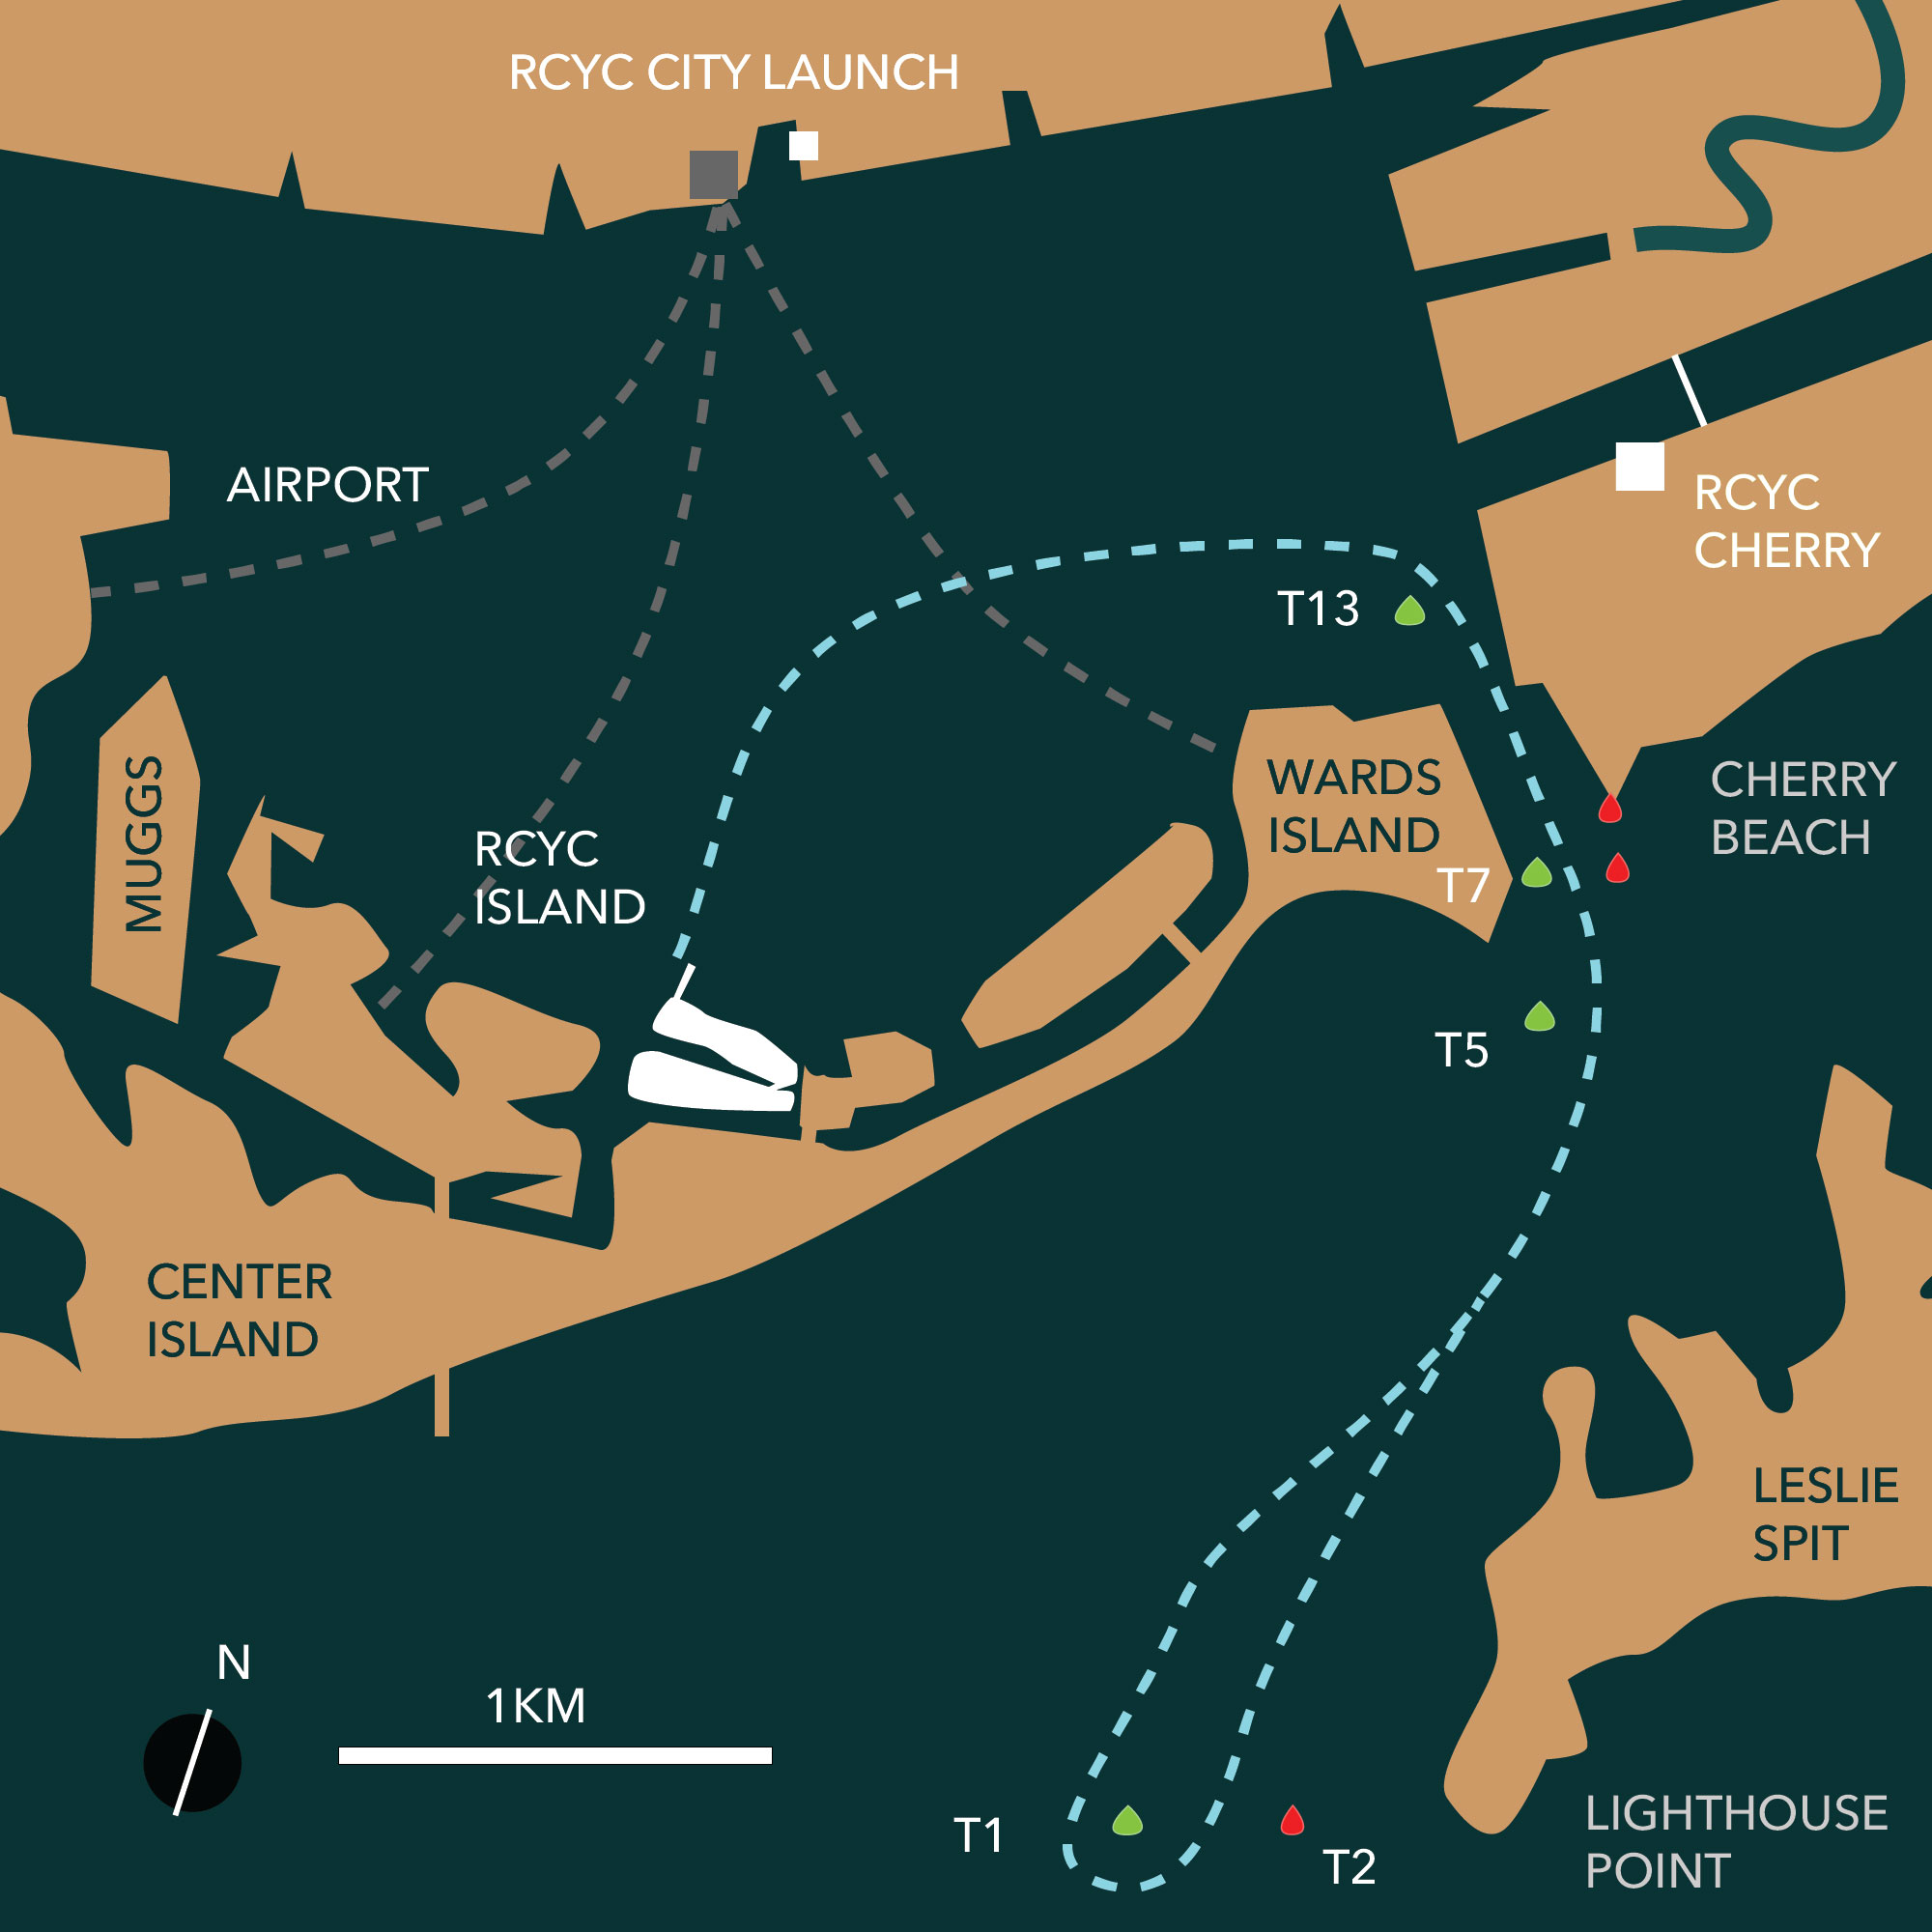 RCYC CITY LAUNCH
AIRPORT
RCYC
CHERRY
T13
MUGGS
RCYC
ISLAND
WARDS
ISLAND
CHERRY
BEACH
T7
T5
CENTER
ISLAND
LESLIE
SPIT
N
1KM
T1
T2
LIGHTHOUSE
POINT